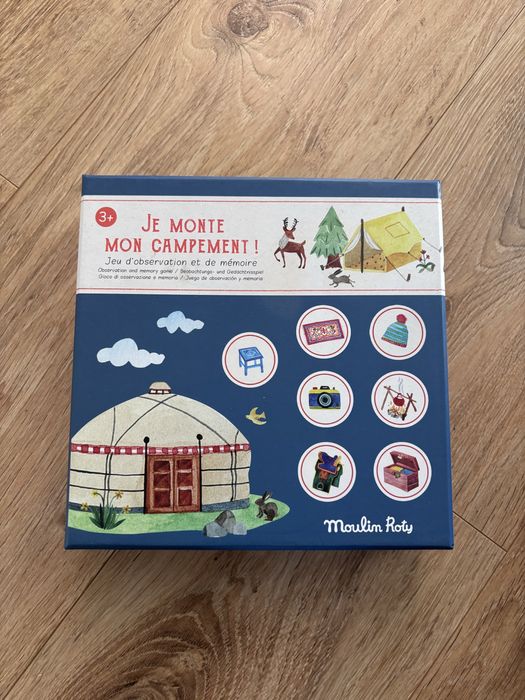 3+
JE MONTE
MON CAMPEMENT !
Jeu d'observation et de mémoire
Observation and memory game / Beobachtungs- und Gedächtnisspiel
Gioco di osservazione e memoria / Juego de observación y memoria
Moulin Roty